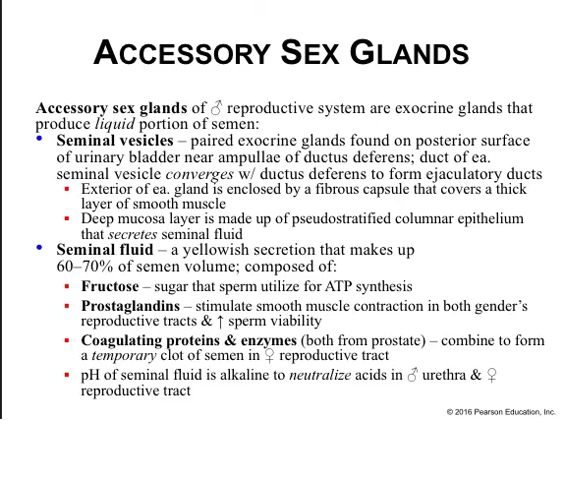 ACCESSORY SEX GLANDS
Accessory sex glands of ♂ reproductive system are exocrine glands that
produce liquid portion of semen:
• Seminal vesicles – paired exocrine glands found on posterior surface
of urinary bladder near ampullae of ductus deferens; duct of ea.
seminal vesicle converges w/ ductus deferens to form ejaculatory ducts
▪ Exterior of ea. gland is enclosed by a fibrous capsule that covers a thick
layer of smooth muscle
▪ Deep mucosa layer is made up of pseudostratified columnar epithelium
that secretes seminal fluid
• Seminal fluid – a yellowish secretion that makes up
60–70% of semen volume; composed of:
▪ Fructose – sugar that sperm utilize for ATP synthesis
▪ Prostaglandins – stimulate smooth muscle contraction in both gender’s
reproductive tracts & ↑ sperm viability
▪ Coagulating proteins & enzymes (both from prostate) – combine to form
a temporary clot of semen in ♀ reproductive tract
▪ pH of seminal fluid is alkaline to neutralize acids in ♂ urethra & ♀
reproductive tract
© 2016 Pearson Education, Inc.